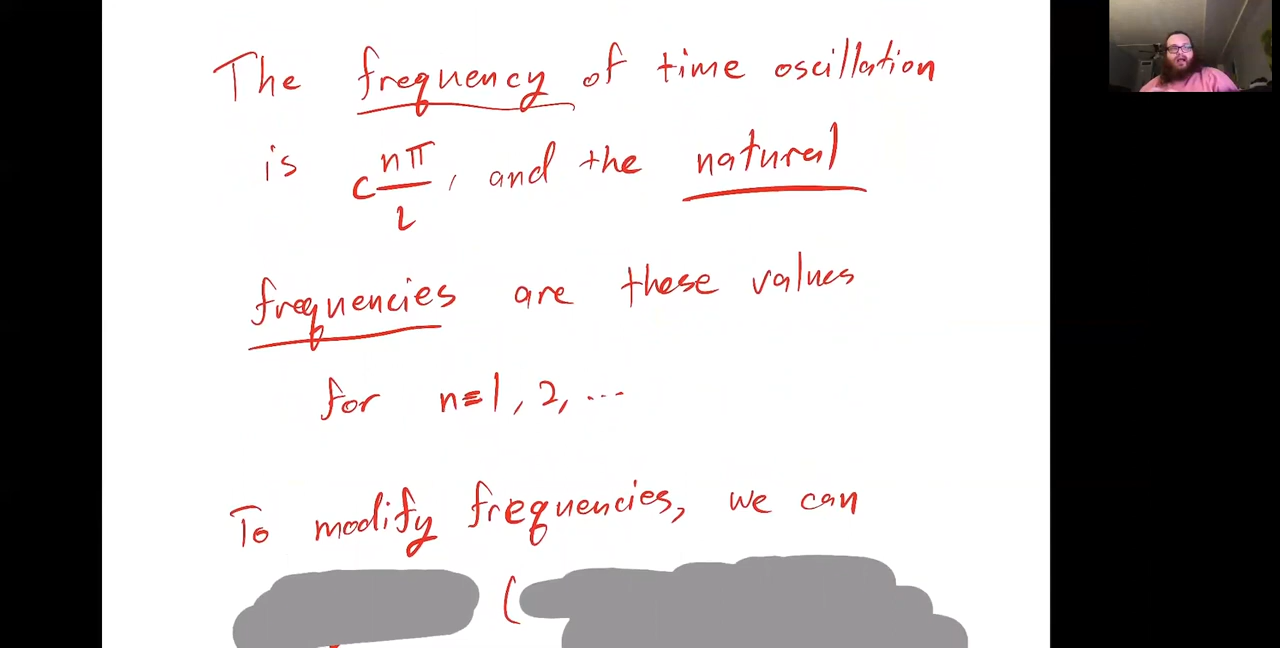 The frequency of time oscillation
is c nπ/L, and the natural
frequencies are these values
for n=1, 2, ...
To modify frequencies, we can
(